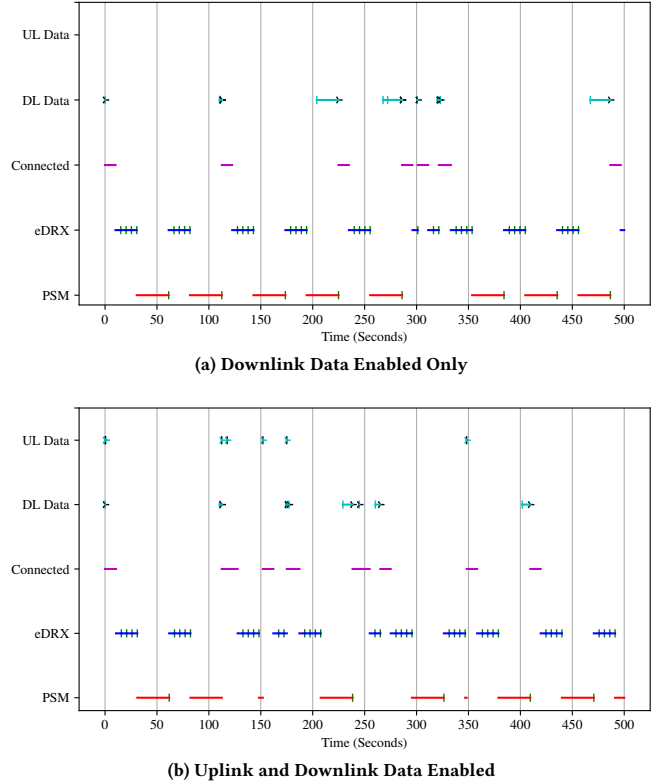 UL Data
DL Data
Connected
eDRX
PSM
0 50 100 150 200 250 300 350 400 450 500
Time (Seconds)
(a) Downlink Data Enabled Only
UL Data
DL Data
Connected
eDRX
PSM
0 50 100 150 200 250 300 350 400 450 500
Time (Seconds)
(b) Uplink and Downlink Data Enabled